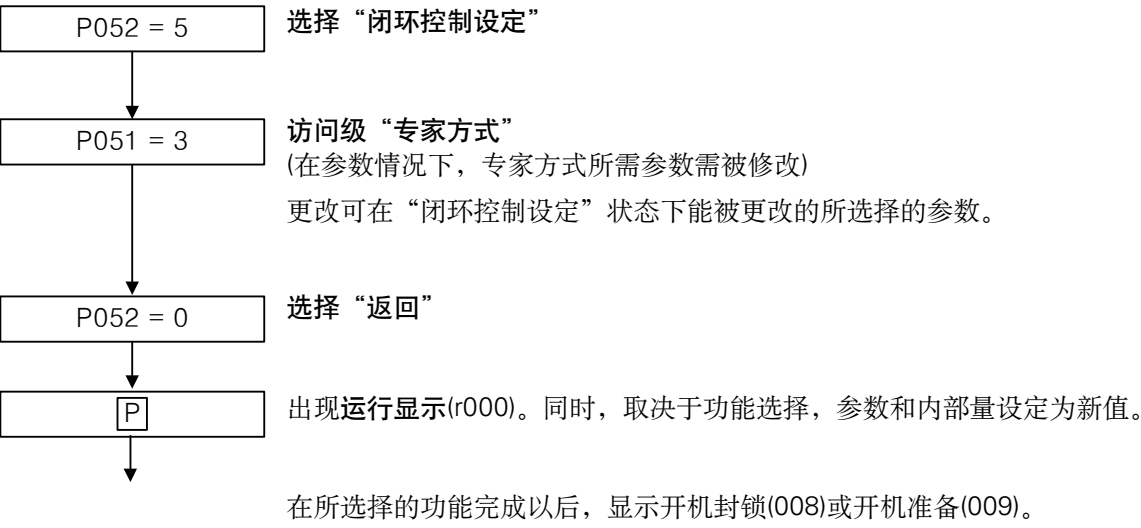 P052 = 5
选择“闭环控制设定”
P051 = 3
访问级“专家方式”
(在参数情况下，专家方式所需参数需被修改)
更改可在“闭环控制设定”状态下能被更改的所选择的参数。
P052 = 0
选择“返回”
P
出现运行显示(r000)。同时，取决于功能选择，参数和内部量设定为新值。
在所选择的功能完成以后，显示开机封锁(008)或开机准备(009)。